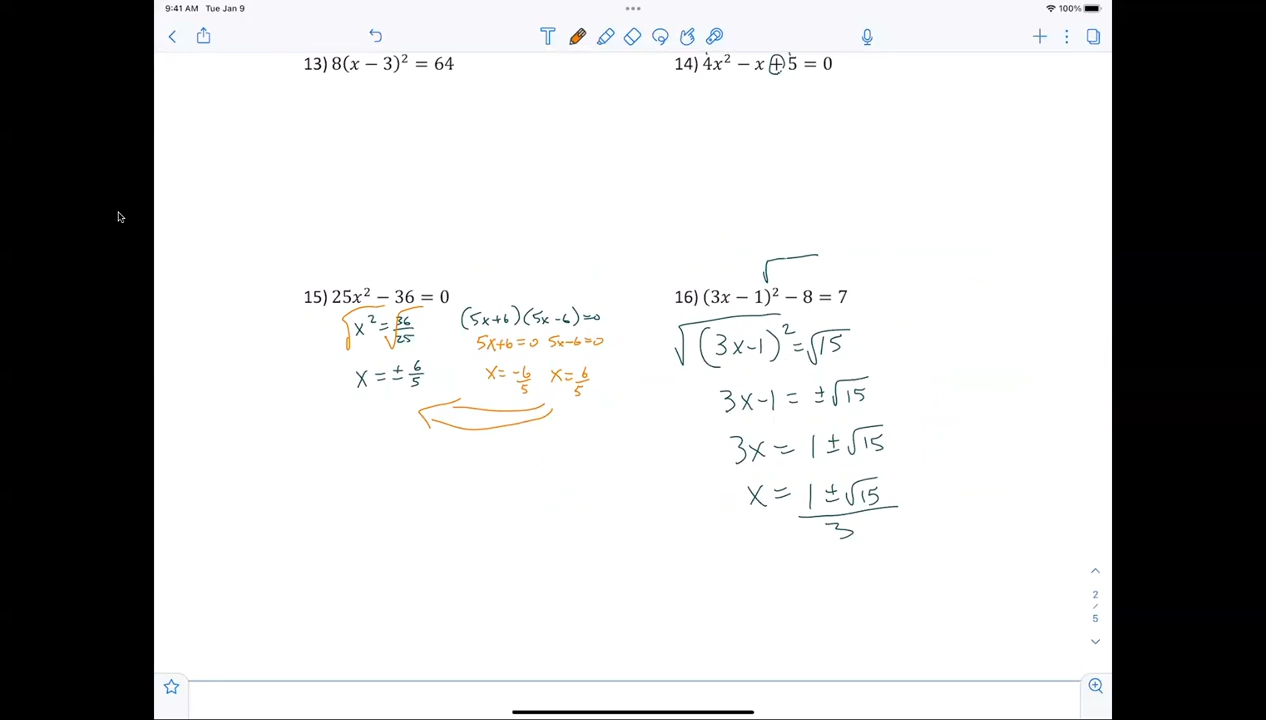 9:41 AM Tue Jan 9
100%
T
13) 8(x − 3)² = 64
14) 4x² − x + 5 = 0
15) 25x² − 36 = 0
√x² = √36/25
x = ± 6/5
(5x+6)(5x-6)=0
5x+6=0 5x-6=0
x = -6/5 x = 6/5
16) (3x − 1)² − 8 = 7
√(3x-1)² = √15
3x-1 = ±√15
3x = 1 ± √15
x = 1 ± √15
3
2
/
5